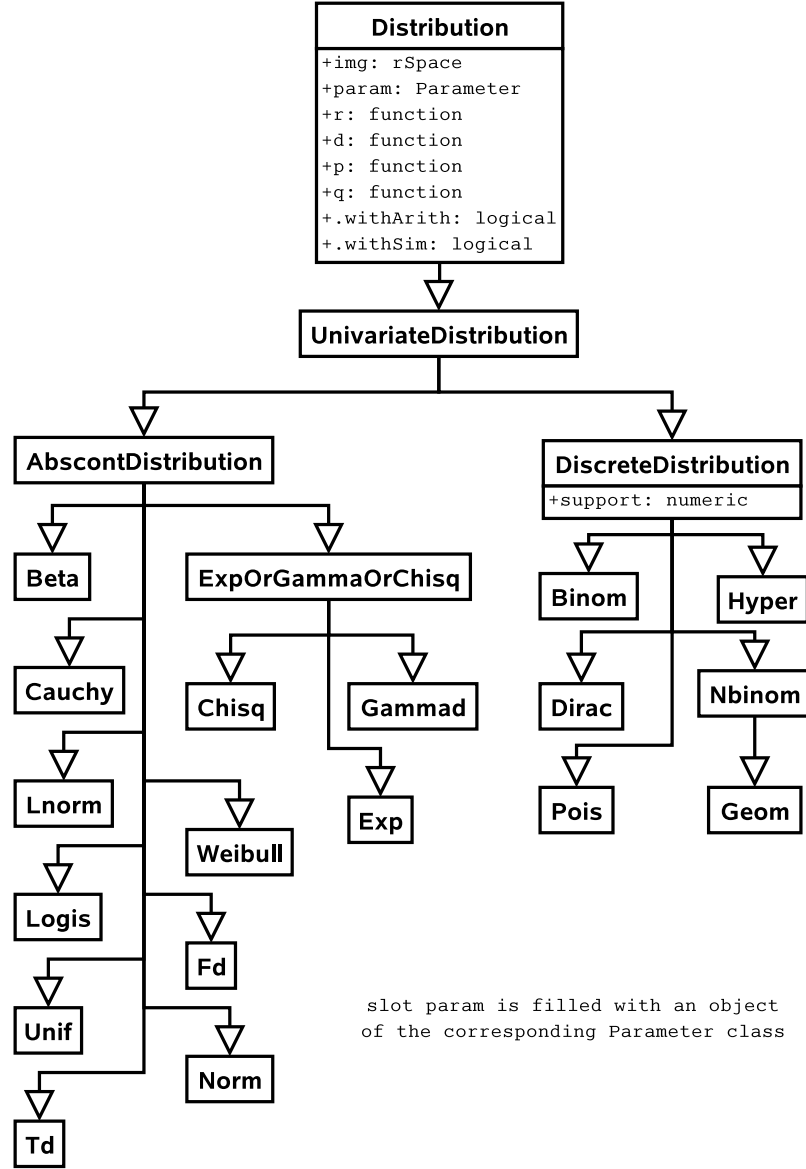 Distribution
+img: rSpace
+param: Parameter
+r: function
+d: function
+p: function
+q: function
+.withArith: logical
+.withSim: logical
UnivariateDistribution
AbscontDistribution
DiscreteDistribution
+support: numeric
Beta
ExpOrGammaOrChisq
Binom
Hyper
Cauchy
Chisq
Gammad
Dirac
Nbinom
Lnorm
Weibull
Exp
Pois
Geom
Logis
Fd
Unif
Norm
Td
slot param is filled with an object
of the corresponding Parameter class